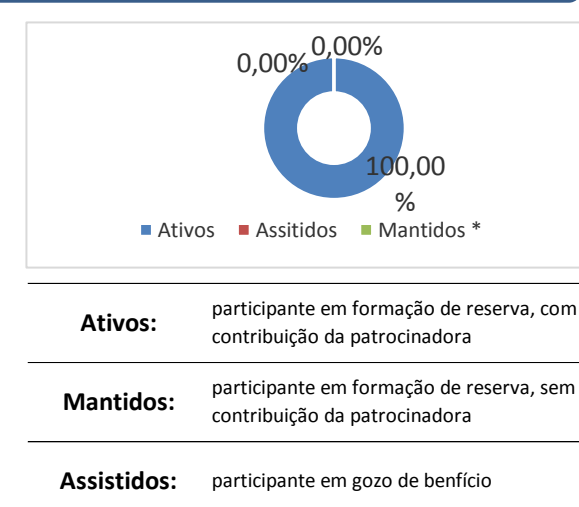 0,00%
0,00%
100,00
%
Ativos
Assitidos
Mantidos *
Ativos:
participante em formação de reserva, com
contribuição da patrocinadora
Mantidos:
participante em formação de reserva, sem
contribuição da patrocinadora
Assistidos:
participante em gozo de benfício